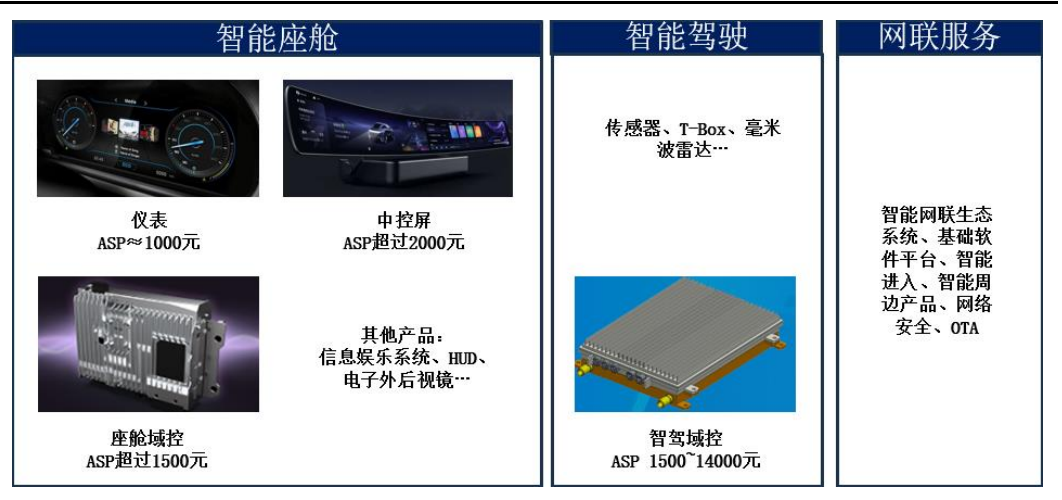 智能座舱
仪表
ASP≈1000元
中控屏
ASP超过2000元
座舱域控
ASP超过1500元
其他产品：
信息娱乐系统、HUD、
电子外后视镜…
智能驾驶
传感器、T-Box、毫米
波雷达…
智驾域控
ASP 1500~14000元
网联服务
智能网联生态
系统、基础软
件平台、智能
进入、智能周
边产品、网络
安全、OTA